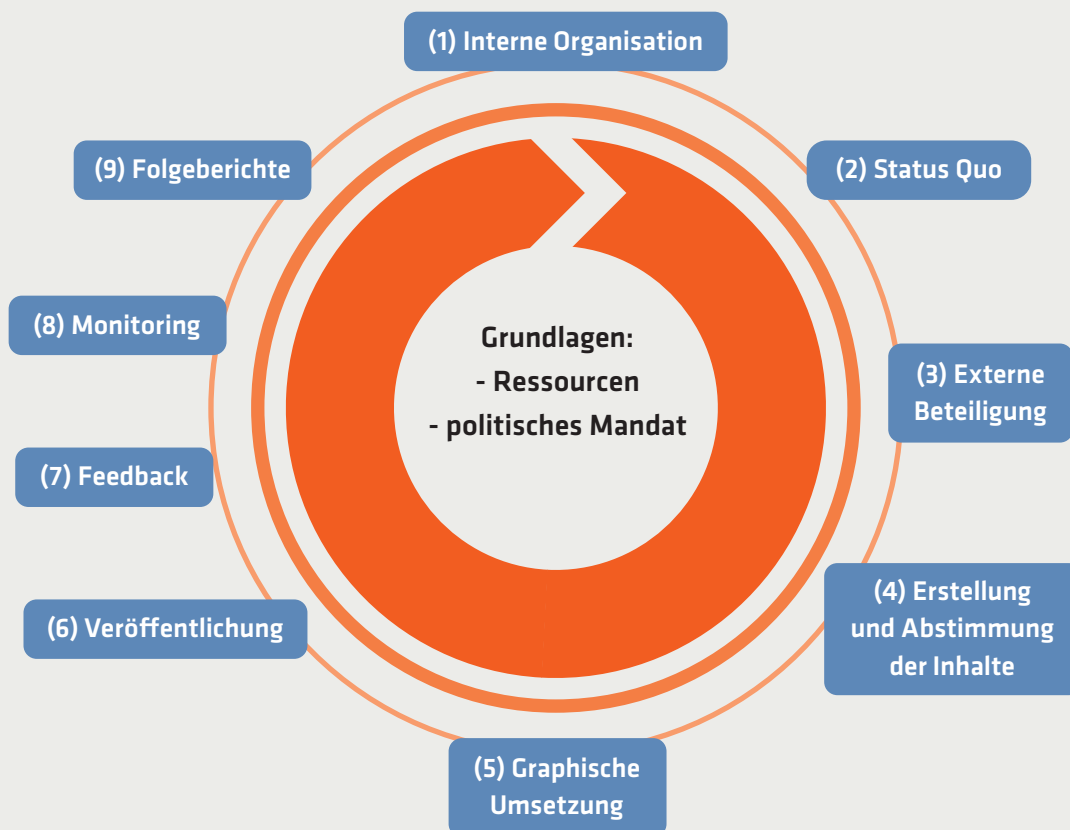 (1) Interne Organisation
(2) Status Quo
(3) Externe
Beteiligung
(4) Erstellung
und Abstimmung
der Inhalte
(5) Graphische
Umsetzung
(6) Veröffentlichung
(7) Feedback
(8) Monitoring
(9) Folgeberichte
Grundlagen:
- Ressourcen
- politisches Mandat